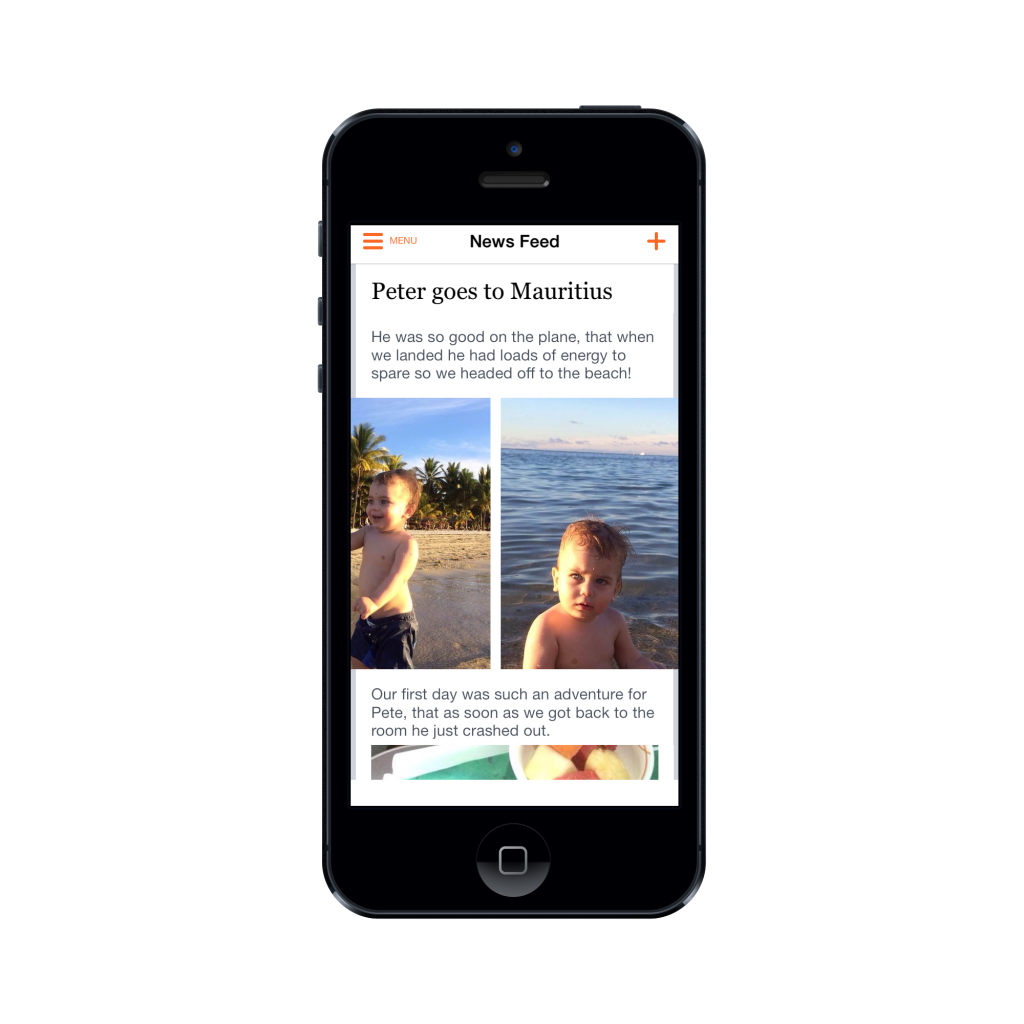 MENU News Feed
Peter goes to Mauritius
He was so good on the plane, that when
we landed he had loads of energy to
spare so we headed off to the beach!
Our first day was such an adventure for
Pete, that as soon as we got back to the
room he just crashed out.